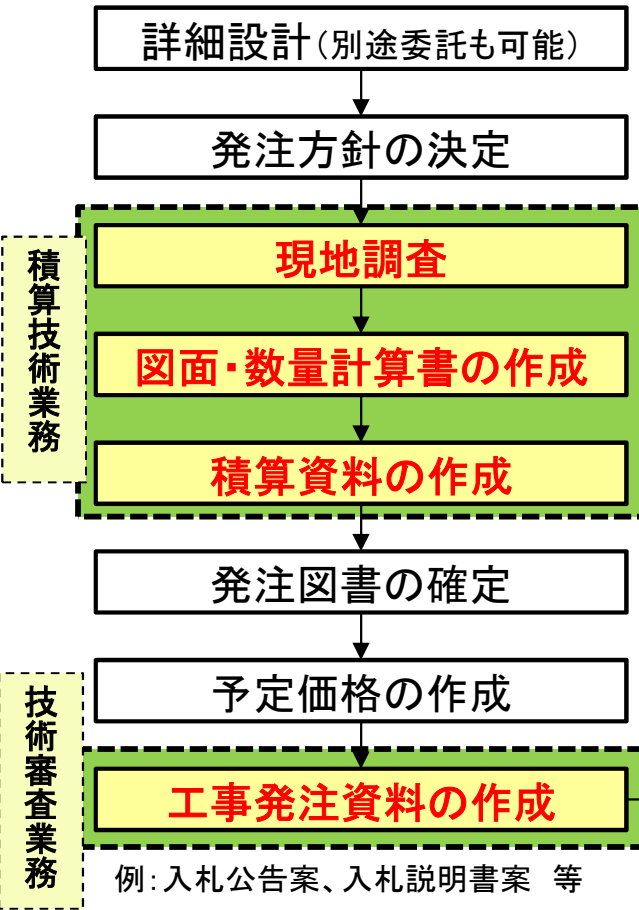 詳細設計(別途委託も可能)
発注方針の決定
積算技術業務
現地調査
図面・数量計算書の作成
積算資料の作成
発注図書の確定
予定価格の作成
技術審査業務
工事発注資料の作成
例:入札公告案、入札説明書案 等